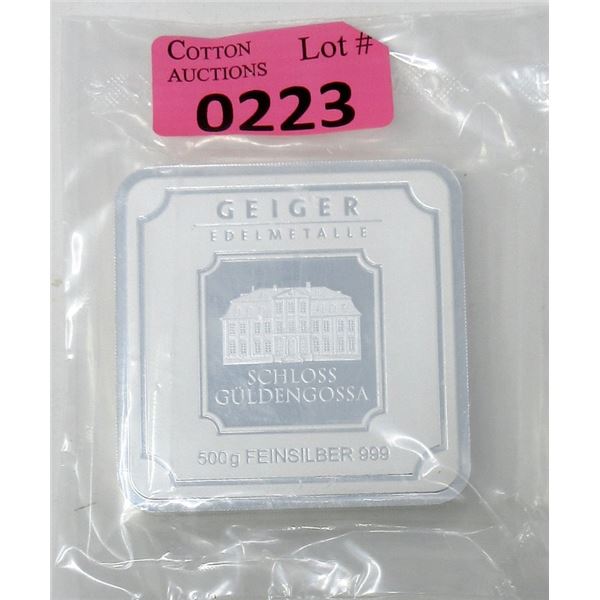 COTTON Lot #
AUCTIONS
0223
GEIGER
EDELMETALLE
SCHLOSS
GÜLDENGOSSA
500g FEINSILBER 999